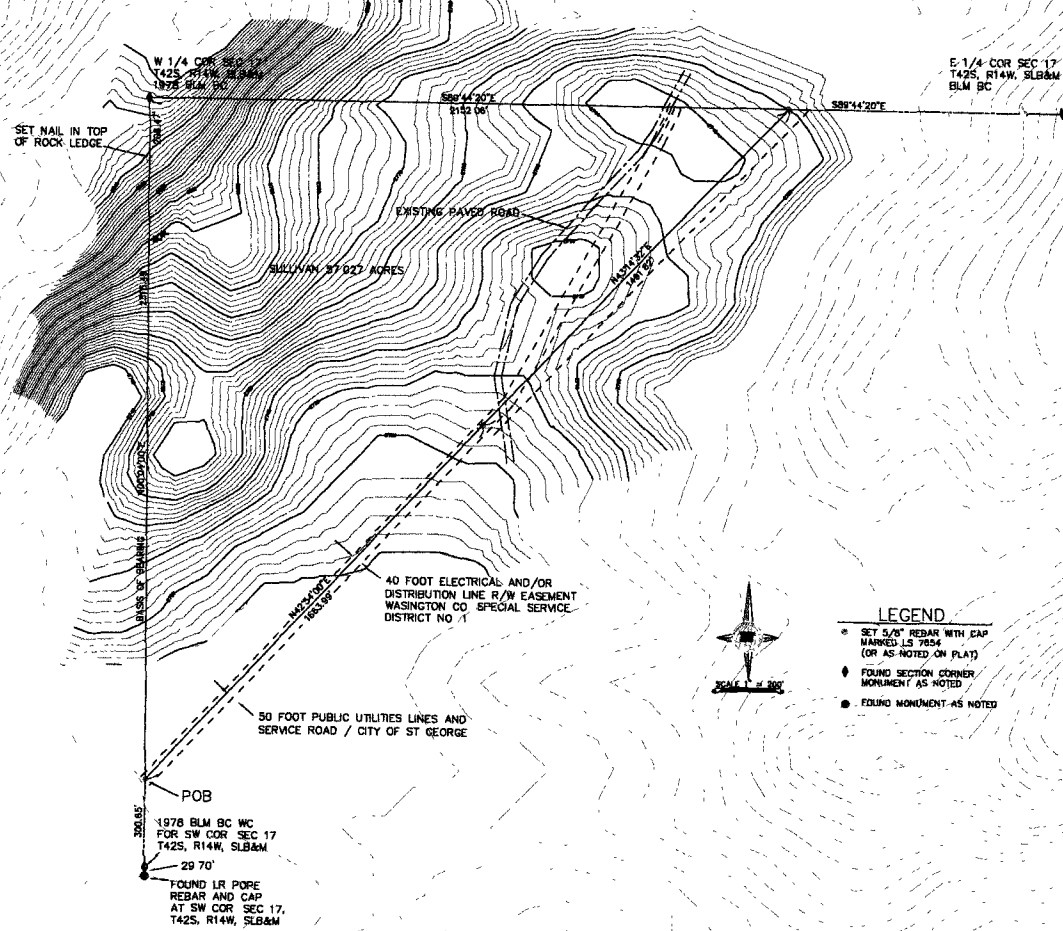 W 1/4 COR SEC 17
T42S, R14W, SLB&M
1978 BLM BC
E 1/4 COR SEC 17
T42S, R14W, SLB&M
BLM BC
S89°44'20"E
2152 06'
S89°44'20"E
SET NAIL IN TOP
OF ROCK LEDGE
EXISTING PAVED ROAD
SULLIVAN 57 027 ACRES
BASIS OF BEARING
N42°54'00"E
1653.99'
40 FOOT ELECTRICAL AND/OR
DISTRIBUTION LINE R/W EASEMENT
WASINGTON CO SPECIAL SERVICE
DISTRICT NO 1
50 FOOT PUBLIC UTILITIES LINES AND
SERVICE ROAD / CITY OF ST GEORGE
SCALE 1" = 200'
LEGEND
SET 5/8" REBAR WITH CAP
MARKED LS 7654
(OR AS NOTED ON PLAT)
FOUND SECTION CORNER
MONUMENT AS NOTED
FOUND MONUMENT AS NOTED
POB
300.65'
1978 BLM BC WC
FOR SW COR SEC 17
T42S, R14W, SLB&M
29 70'
FOUND LR POPE
REBAR AND CAP
AT SW COR SEC 17,
T42S, R14W, SLB&M